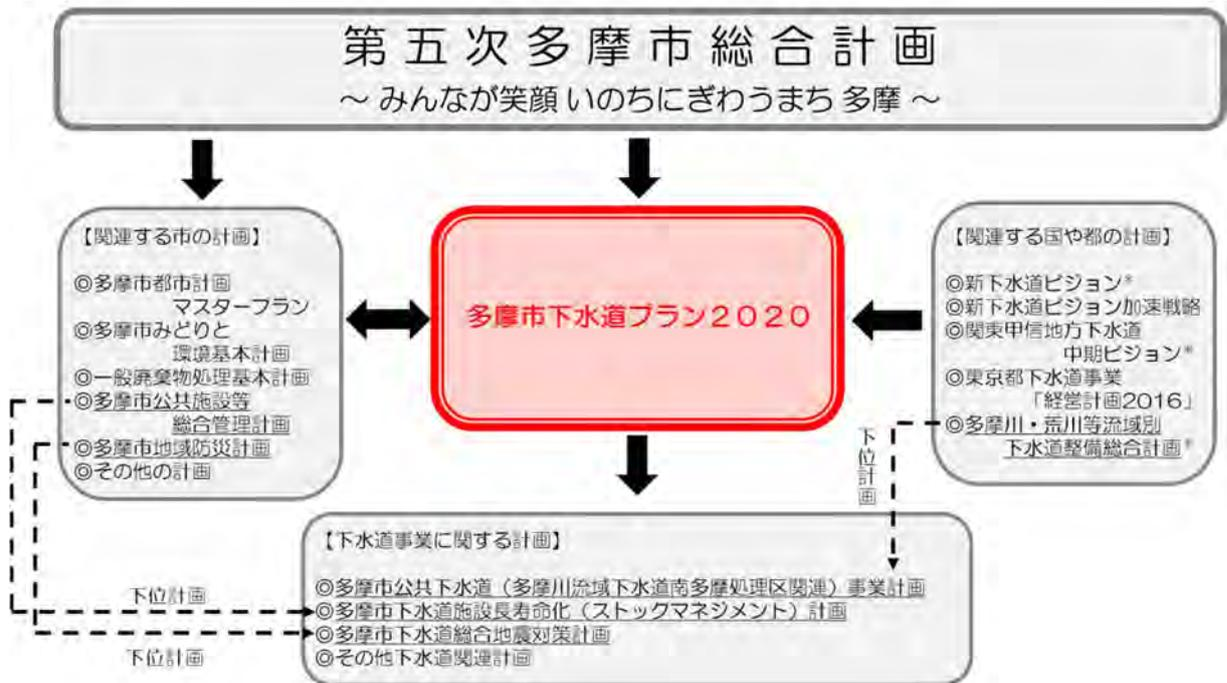 第五次多摩市総合計画
～ みんなが笑顔 いのちにぎわうまち 多摩 ～
【関連する市の計画】
◎多摩市都市計画
マスタープラン
◎多摩市みどりと
環境基本計画
◎一般廃棄物処理基本計画
◎多摩市公共施設等
総合管理計画
◎多摩市地域防災計画
◎その他の計画
多摩市下水道プラン２０２０
【関連する国や都の計画】
◎新下水道ビジョン*
◎新下水道ビジョン加速戦略
◎関東甲信地方下水道
中期ビジョン*
◎東京都下水道事業
「経営計画2016」
◎多摩川・荒川等流域別
下水道整備総合計画*
下位計画
【下水道事業に関する計画】
◎多摩市公共下水道（多摩川流域下水道南多摩処理区関連）事業計画
◎多摩市下水道施設長寿命化（ストックマネジメント）計画
◎多摩市下水道総合地震対策計画
◎その他下水道関連計画
下位計画
下位計画